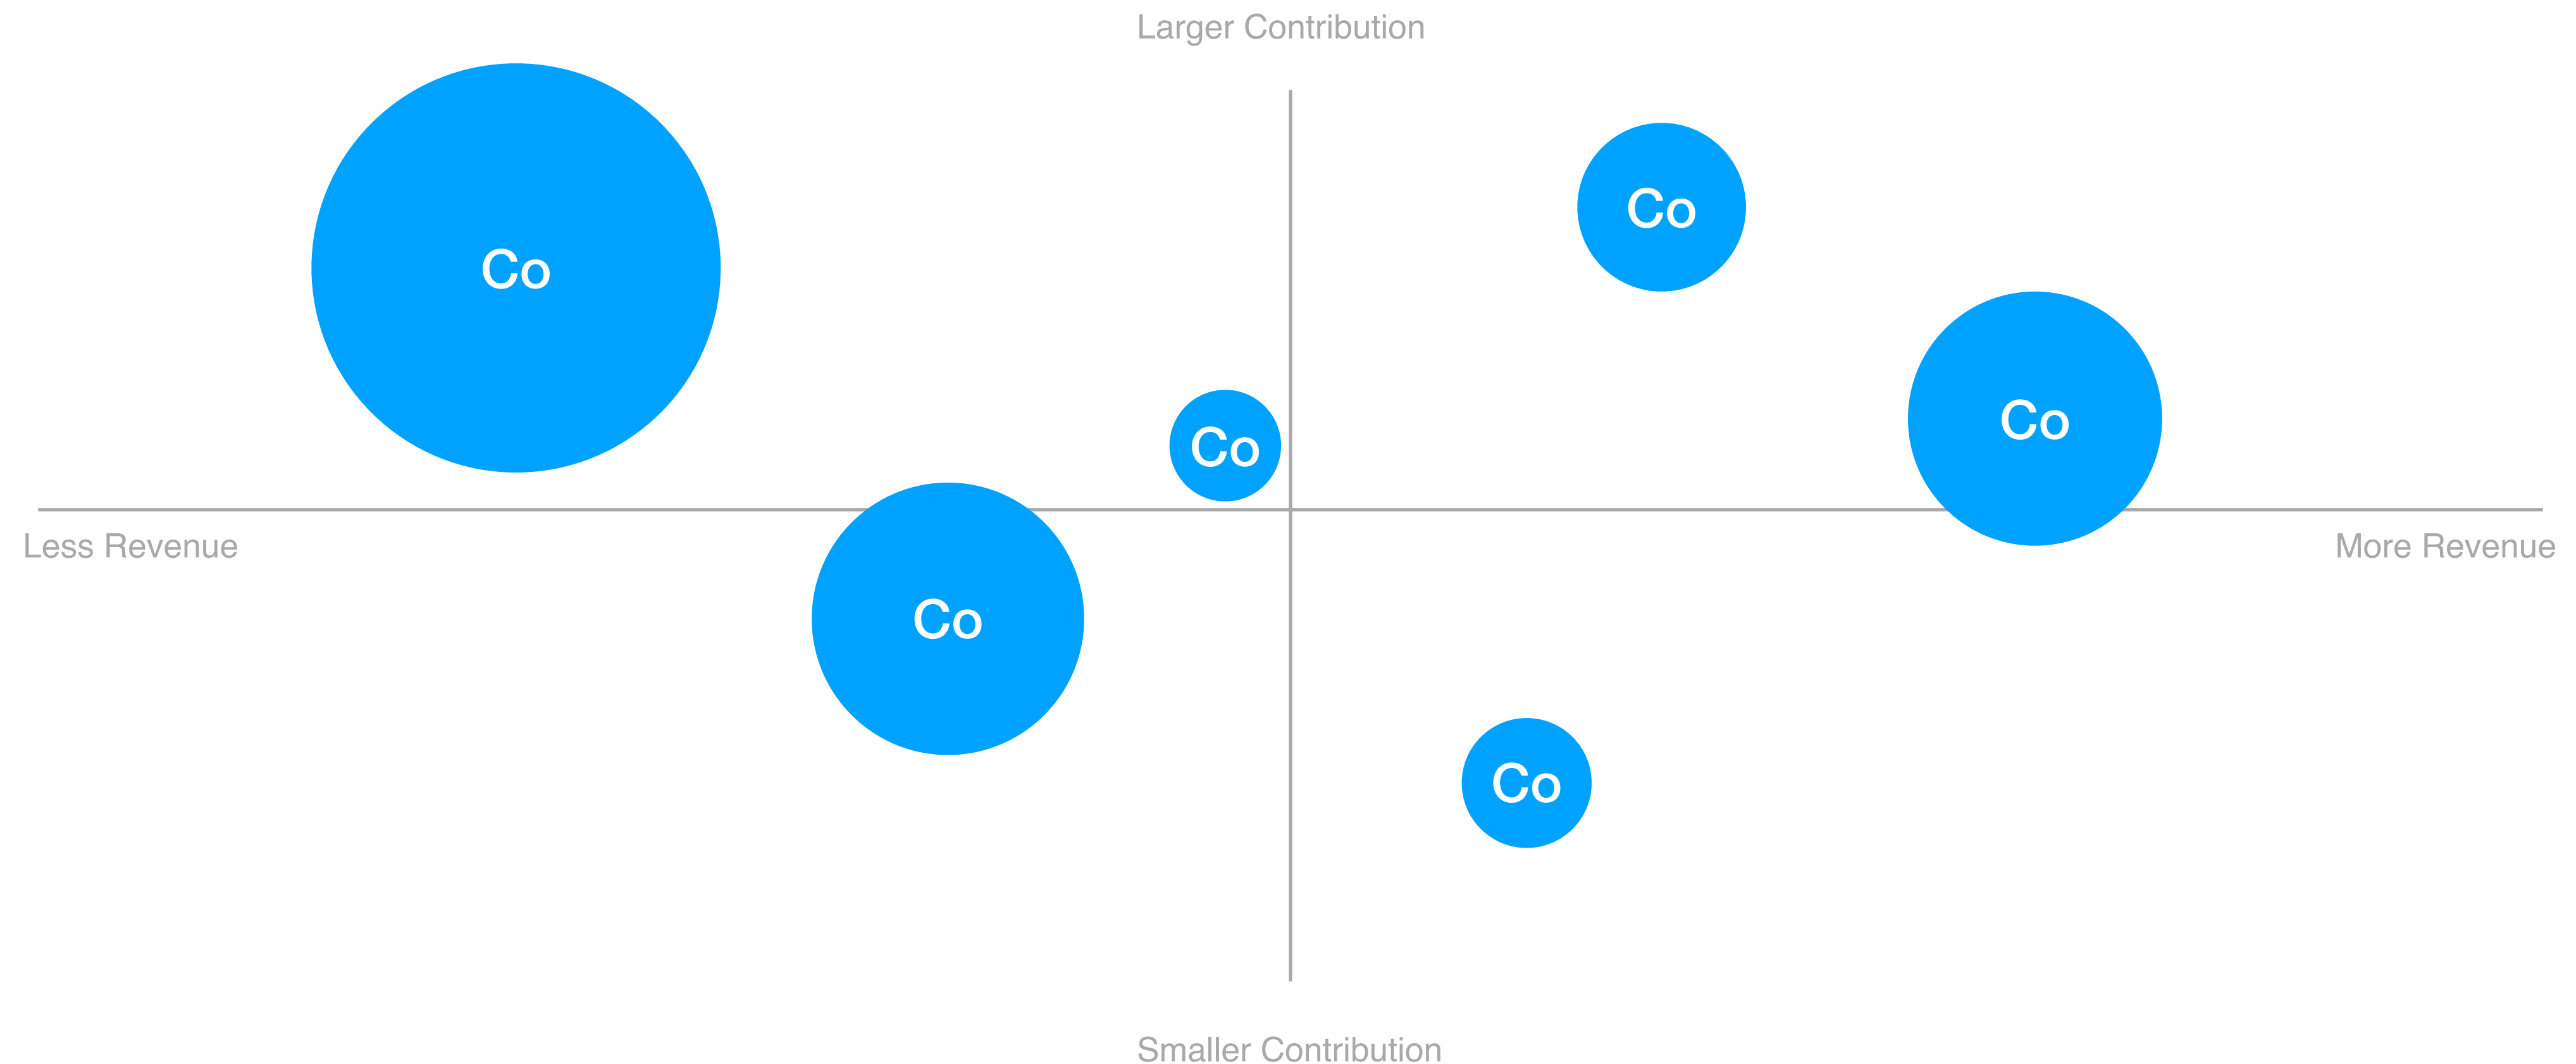 Larger Contribution
Co
Co
Co
Co
Less Revenue
More Revenue
Co
Co
Smaller Contribution